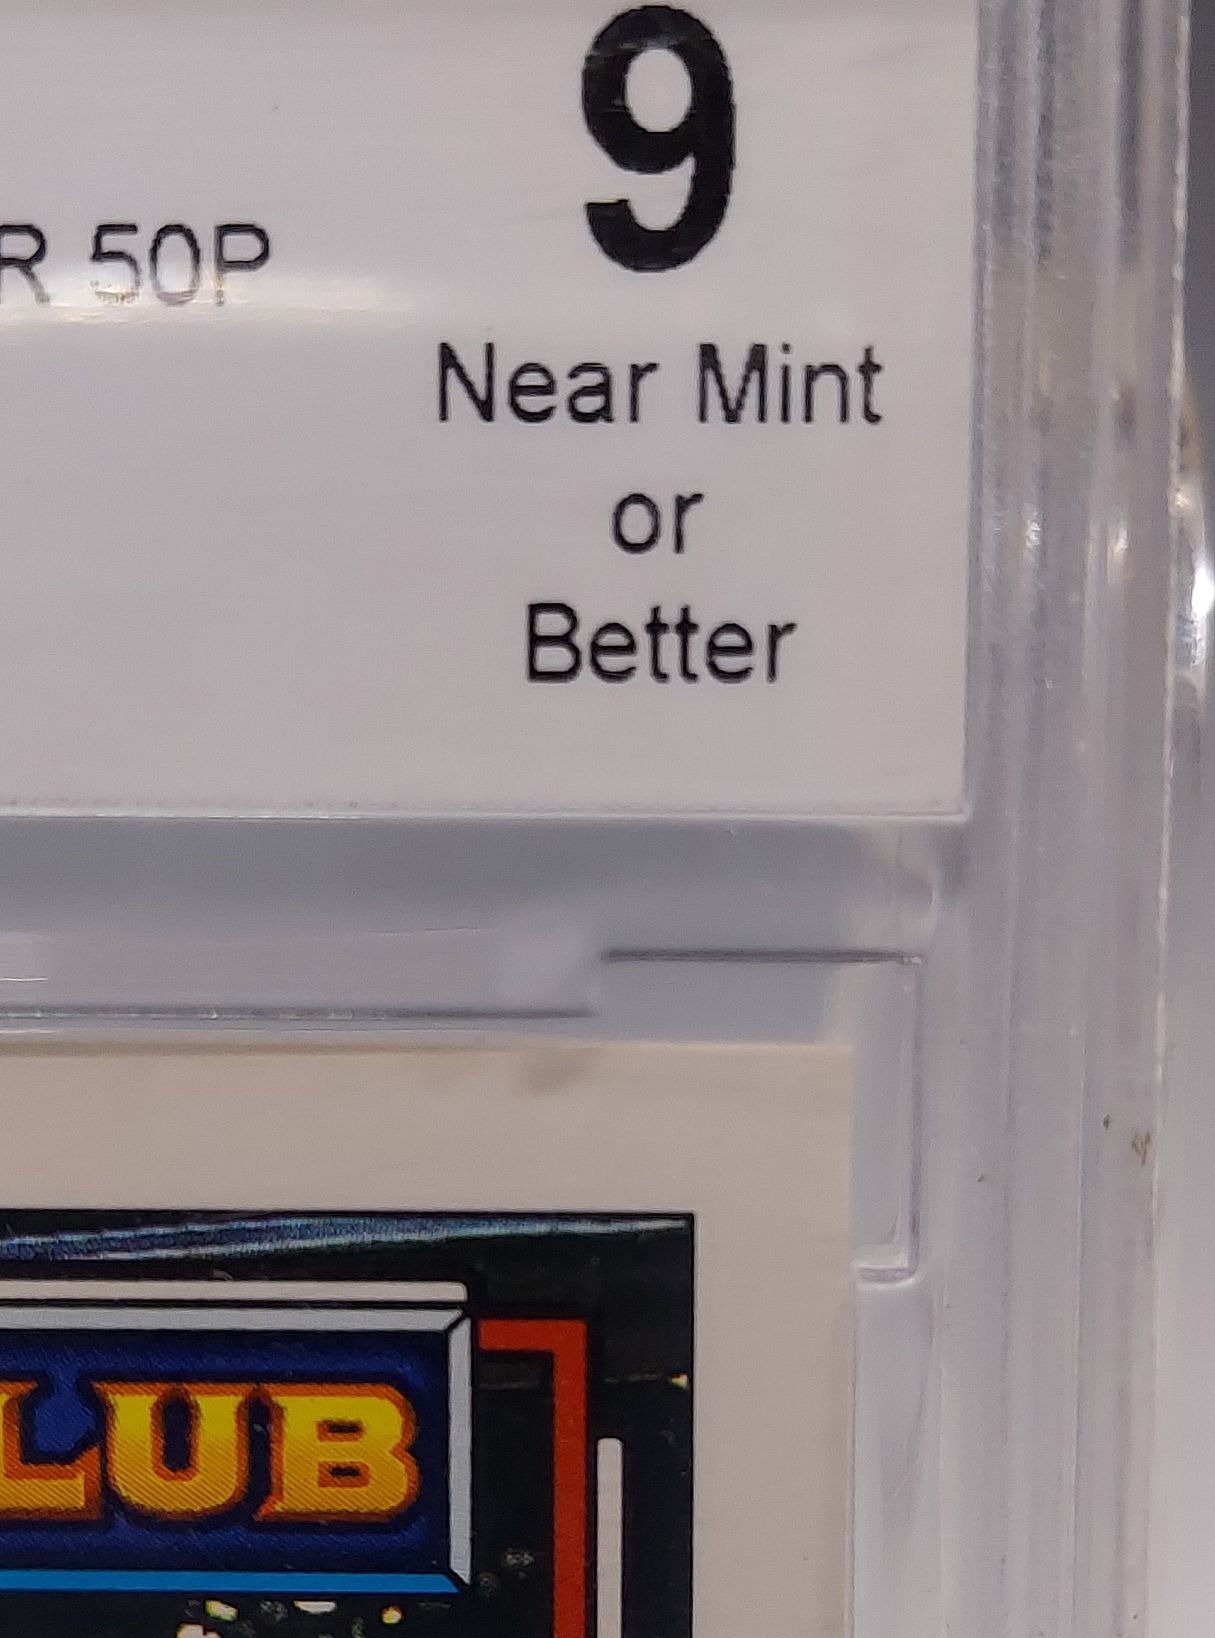 9
R 50P
Near Mint
or
Better
LUB